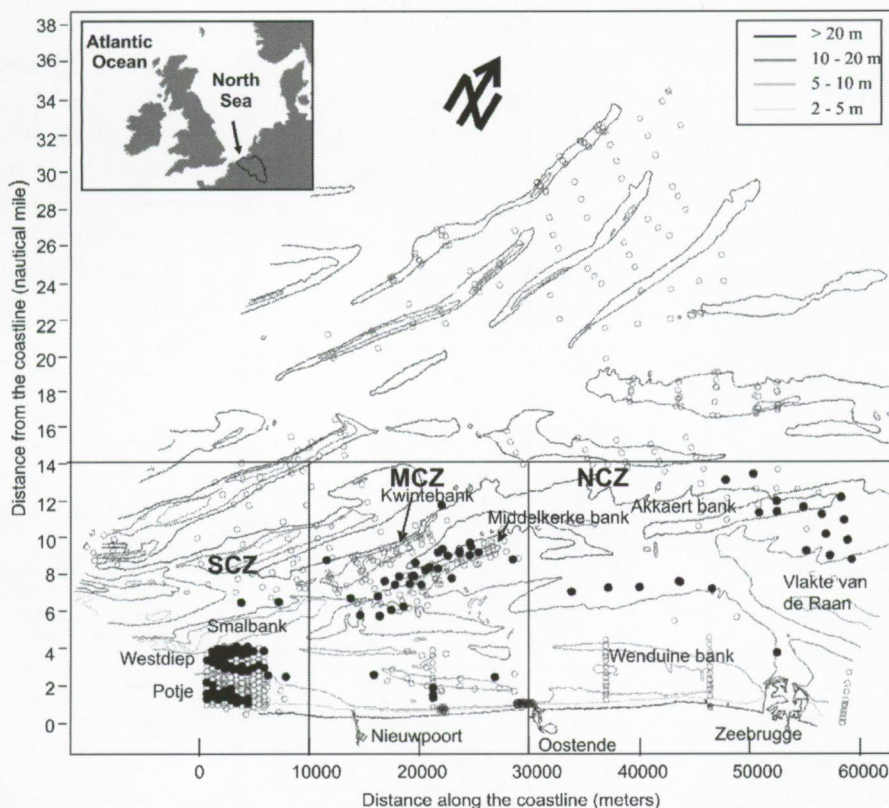 Atlantic
Ocean
North
Sea
> 20 m
10 - 20 m
5 - 10 m
2 - 5 m
N
Distance from the coastline (nautical mile)
38
36
34
32
30
28
26
24
22
20
18
16
14
12
10
8
6
4
2
0
MCZ
NCZ
SCZ
Kwintebank
Middelkerke bank
Akkaert bank
Vlakte van
de Raan
Smalbank
Westdiep
Potje
Wenduine bank
Nieuwpoort
Oostende
Zeebrugge
0
10000
20000
30000
40000
50000
60000
Distance along the coastline (meters)